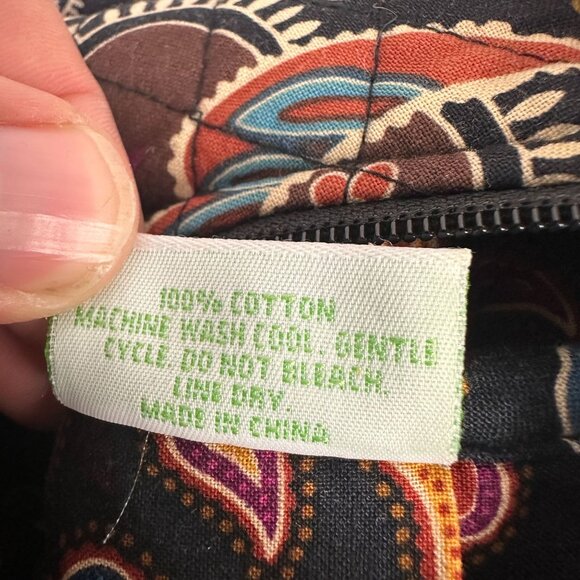 100% COTTON
MACHINE WASH COOL. GENTLE
CYCLE. DO NOT BLEACH.
LINE DRY.
MADE IN CHINA